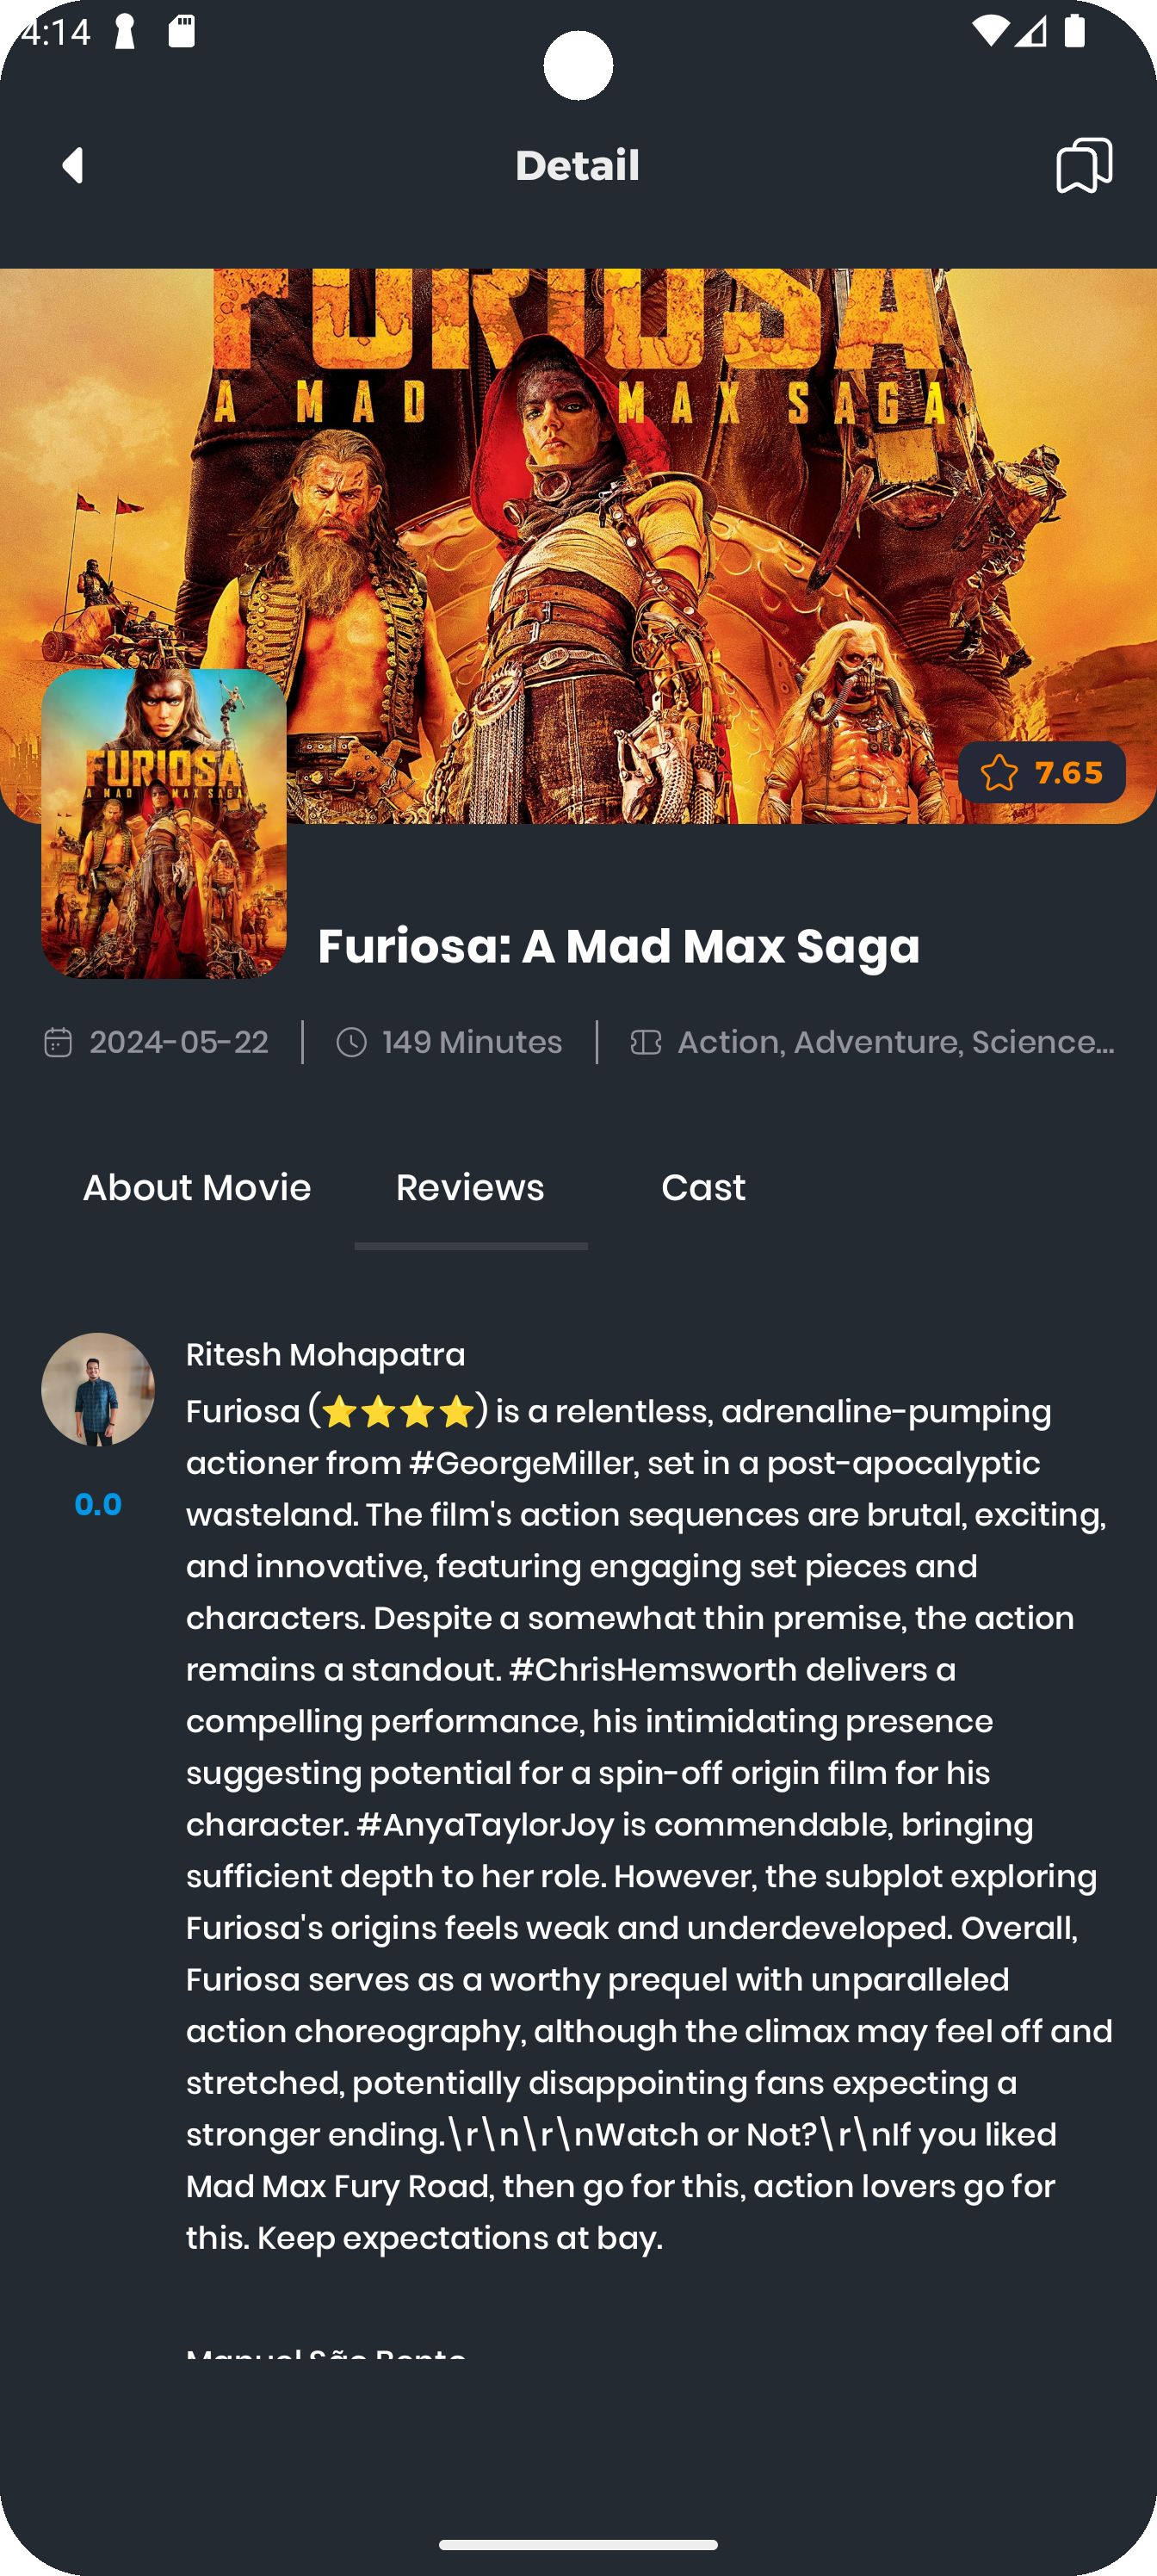 4:14
Detail
FURIOSA
A MAD MAX SAGA
FURIOSA
A MAD MAX SAGA
7.65
Furiosa: A Mad Max Saga
2024-05-22
149 Minutes
Action, Adventure, Science...
About Movie
Reviews
Cast
Ritesh Mohapatra
0.0
Furiosa (⭐⭐⭐⭐) is a relentless, adrenaline-pumping
actioner from #GeorgeMiller, set in a post-apocalyptic
wasteland. The film's action sequences are brutal, exciting,
and innovative, featuring engaging set pieces and
characters. Despite a somewhat thin premise, the action
remains a standout. #ChrisHemsworth delivers a
compelling performance, his intimidating presence
suggesting potential for a spin-off origin film for his
character. #AnyaTaylorJoy is commendable, bringing
sufficient depth to her role. However, the subplot exploring
Furiosa's origins feels weak and underdeveloped. Overall,
Furiosa serves as a worthy prequel with unparalleled
action choreography, although the climax may feel off and
stretched, potentially disappointing fans expecting a
stronger ending.\r\n\r\nWatch or Not?\r\nIf you liked
Mad Max Fury Road, then go for this, action lovers go for
this. Keep expectations at bay.
Manuel São Bento